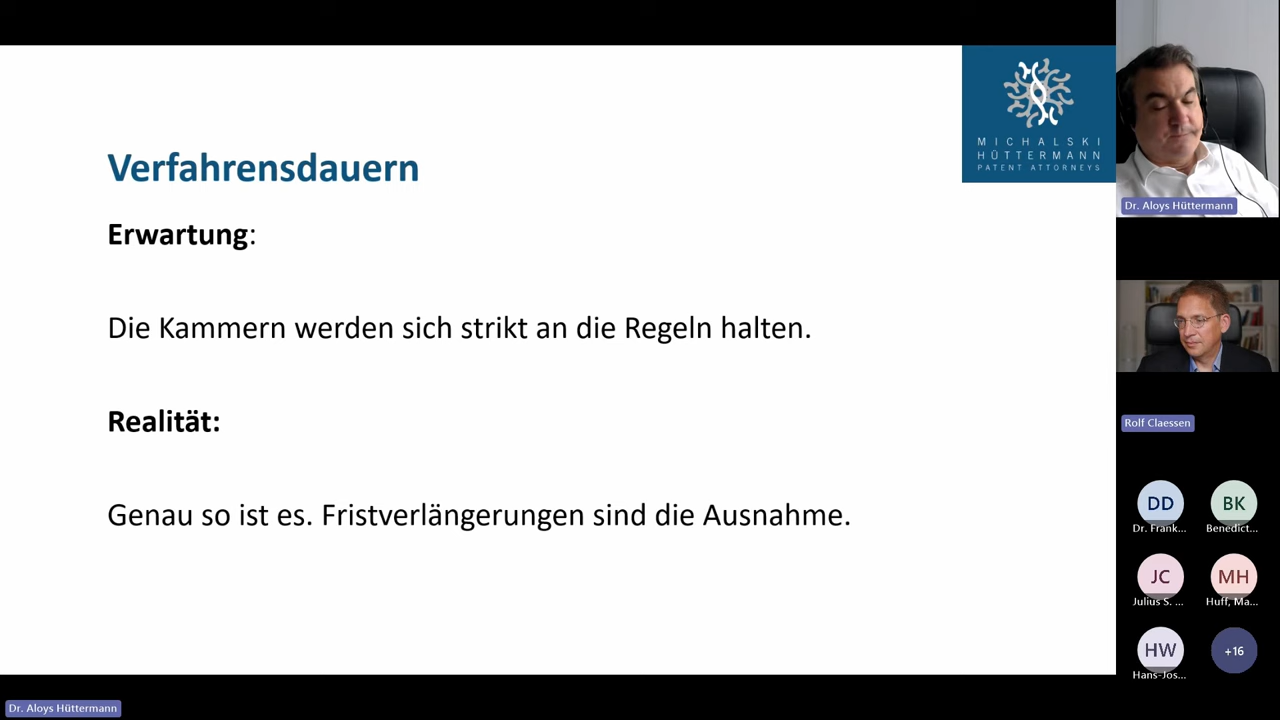 MICHALSKI
HÜTTERMANN
PATENT ATTORNEYS
Verfahrensdauern
Erwartung:
Die Kammern werden sich strikt an die Regeln halten.
Realität:
Genau so ist es. Fristverlängerungen sind die Ausnahme.
Dr. Aloys Hüttermann
Rolf Claessen
DD
Dr. Frank...
BK
Benedict...
JC
Julius S. ...
MH
Huff, Ma...
HW
Hans-Jos...
+16
Dr. Aloys Hüttermann